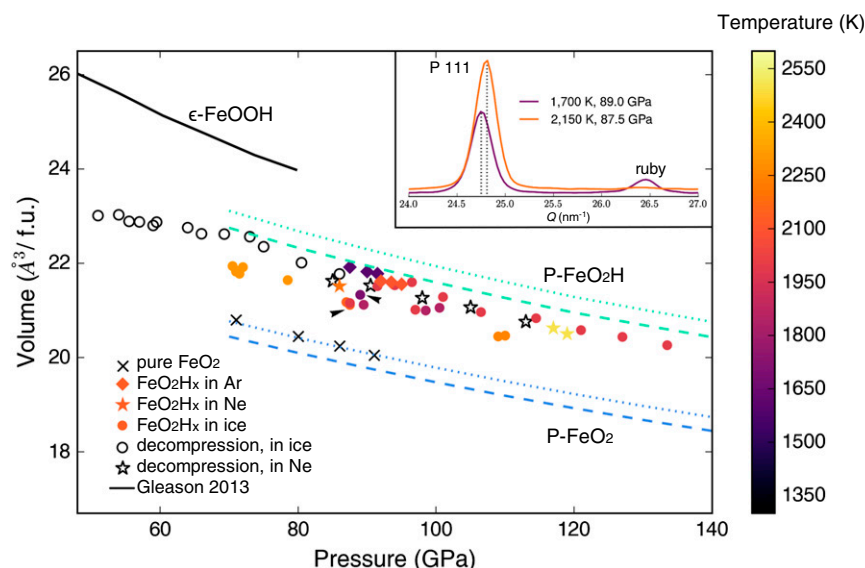 Temperature (K)
26
24
22
20
18
Volume (Å³/ f.u.)
60
80
100
120
140
Pressure (GPa)
ϵ-FeOOH
P-FeO₂H
P-FeO₂
pure FeO₂
FeO₂Hx in Ar
FeO₂Hx in Ne
FeO₂Hx in ice
decompression, in ice
decompression, in Ne
Gleason 2013
P 111
1,700 K, 89.0 GPa
2,150 K, 87.5 GPa
ruby
24.0
24.5
25.0
25.5
26.0
26.5
27.0
Q (nm⁻¹)
2550
2400
2250
2100
1950
1800
1650
1500
1350